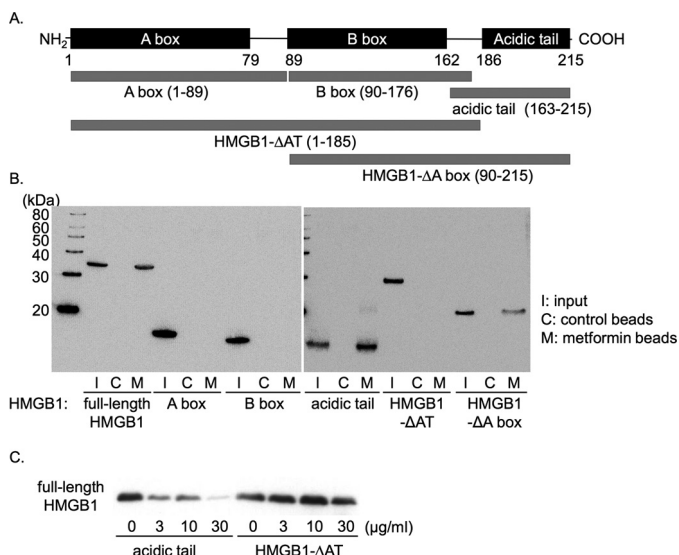 A.
NH2 A box B box Acidic tail COOH
1 79 89 162 186 215
A box (1-89) B box (90-176)
acidic tail (163-215)
HMGB1-ΔAT (1-185)
HMGB1-ΔA box (90-215)
B.
(kDa)
80
60
50
40
30
20
I: input
C: control beads
M: metformin beads
I C M I C M I C M I C M I C M I C M
HMGB1: full-length HMGB1 A box B box acidic tail HMGB1 -ΔAT HMGB1 -ΔA box
C.
full-length
HMGB1
0 3 10 30 0 3 10 30 (μg/ml)
acidic tail HMGB1-ΔAT